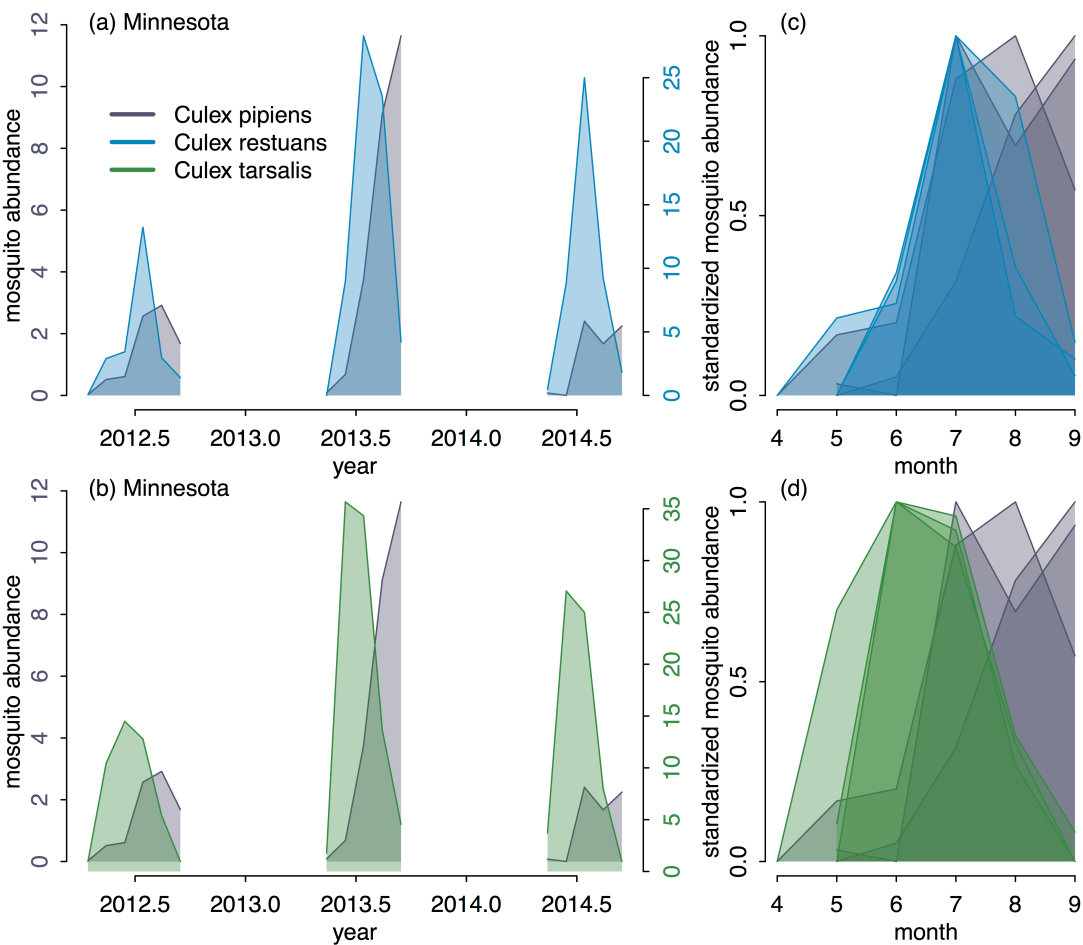 (a) Minnesota
mosquito abundance
0 2 4 6 8 10 12
Culex pipiens
Culex restuans
Culex tarsalis
0 5 10 15 20 25
2012.5 2013.0 2013.5 2014.0 2014.5
year
(c)
standardized mosquito abundance
0.0 0.5 1.0
4 5 6 7 8 9
month
(b) Minnesota
mosquito abundance
0 2 4 6 8 10 12
0 5 10 15 20 25 30 35
2012.5 2013.0 2013.5 2014.0 2014.5
year
(d)
standardized mosquito abundance
0.0 0.5 1.0
4 5 6 7 8 9
month